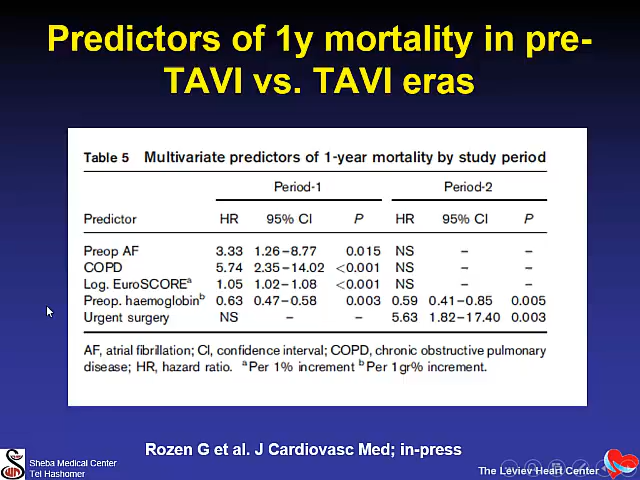 Predictors of 1y mortality in pre-
TAVI vs. TAVI eras
Table 5 Multivariate predictors of 1-year mortality by study period
Period-1 Period-2
Predictor HR 95% CI P HR 95% CI P
Preop AF 3.33 1.26–8.77 0.015 NS – –
COPD 5.74 2.35–14.02 <0.001 NS – –
Log. EuroSCOREᵃ 1.05 1.02–1.08 <0.001 NS – –
Preop. haemoglobinᵇ 0.63 0.47–0.58 0.003 0.59 0.41–0.85 0.005
Urgent surgery NS – – 5.63 1.82–17.40 0.003
AF, atrial fibrillation; CI, confidence interval; COPD, chronic obstructive pulmonary
disease; HR, hazard ratio. ᵃPer 1% increment ᵇPer 1gr% increment.
Rozen G et al. J Cardiovasc Med; in-press
Sheba Medical Center
Tel Hashomer
The Leviev Heart Center